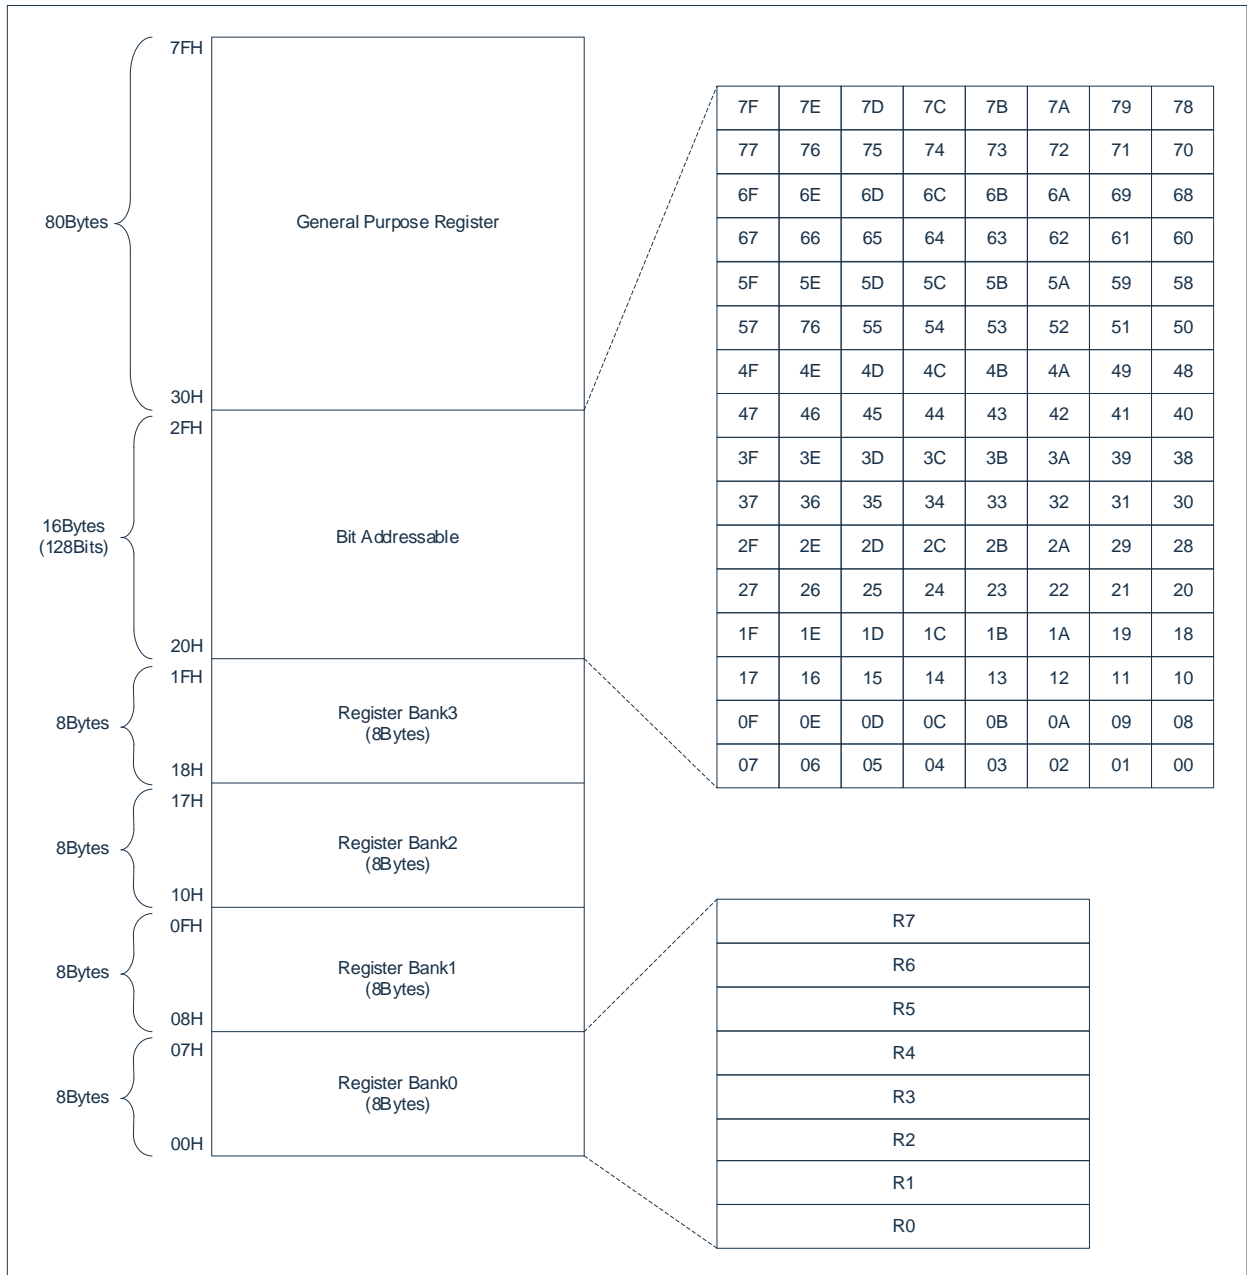 7FH
80Bytes
General Purpose Register
30H
2FH
16Bytes
(128Bits)
Bit Addressable
20H
1FH
8Bytes
Register Bank3
(8Bytes)
18H
17H
8Bytes
Register Bank2
(8Bytes)
10H
0FH
8Bytes
Register Bank1
(8Bytes)
08H
07H
8Bytes
Register Bank0
(8Bytes)
00H
7F 7E 7D 7C 7B 7A 79 78
77 76 75 74 73 72 71 70
6F 6E 6D 6C 6B 6A 69 68
67 66 65 64 63 62 61 60
5F 5E 5D 5C 5B 5A 59 58
57 76 55 54 53 52 51 50
4F 4E 4D 4C 4B 4A 49 48
47 46 45 44 43 42 41 40
3F 3E 3D 3C 3B 3A 39 38
37 36 35 34 33 32 31 30
2F 2E 2D 2C 2B 2A 29 28
27 26 25 24 23 22 21 20
1F 1E 1D 1C 1B 1A 19 18
17 16 15 14 13 12 11 10
0F 0E 0D 0C 0B 0A 09 08
07 06 05 04 03 02 01 00
R7
R6
R5
R4
R3
R2
R1
R0